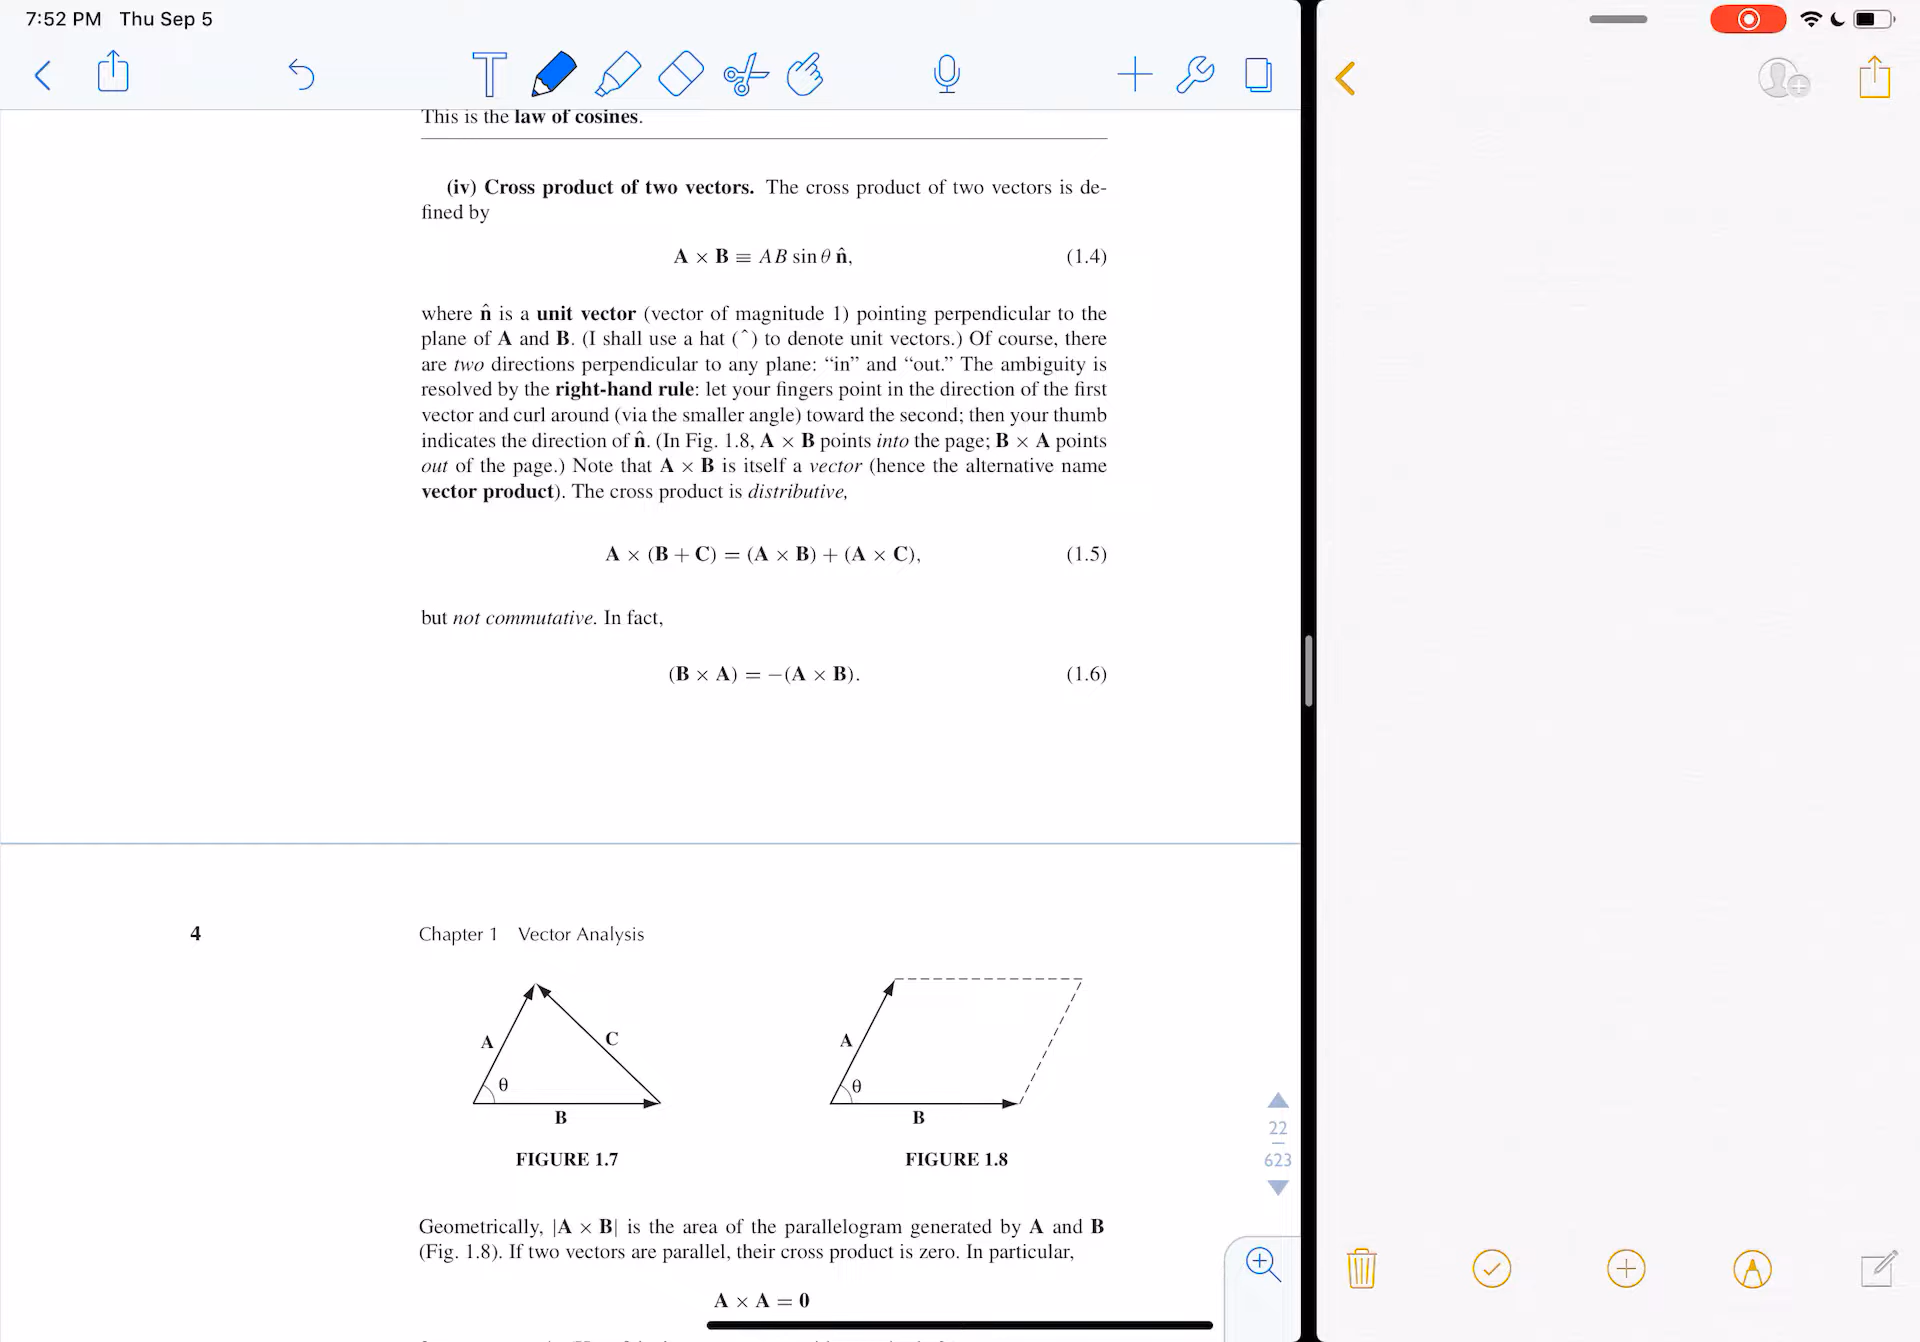 7:52 PM Thu Sep 5
This is the law of cosines.
(iv) Cross product of two vectors. The cross product of two vectors is de-
fined by
A × B ≡ AB sin θ n̂, (1.4)
where n̂ is a unit vector (vector of magnitude 1) pointing perpendicular to the
plane of A and B. (I shall use a hat (ˆ) to denote unit vectors.) Of course, there
are two directions perpendicular to any plane: “in” and “out.” The ambiguity is
resolved by the right-hand rule: let your fingers point in the direction of the first
vector and curl around (via the smaller angle) toward the second; then your thumb
indicates the direction of n̂. (In Fig. 1.8, A × B points into the page; B × A points
out of the page.) Note that A × B is itself a vector (hence the alternative name
vector product). The cross product is distributive,
A × (B + C) = (A × B) + (A × C), (1.5)
but not commutative. In fact,
(B × A) = −(A × B). (1.6)
4 Chapter 1 Vector Analysis
A C θ B
FIGURE 1.7
A θ B
FIGURE 1.8
22
623
Geometrically, |A × B| is the area of the parallelogram generated by A and B
(Fig. 1.8). If two vectors are parallel, their cross product is zero. In particular,
A × A = 0